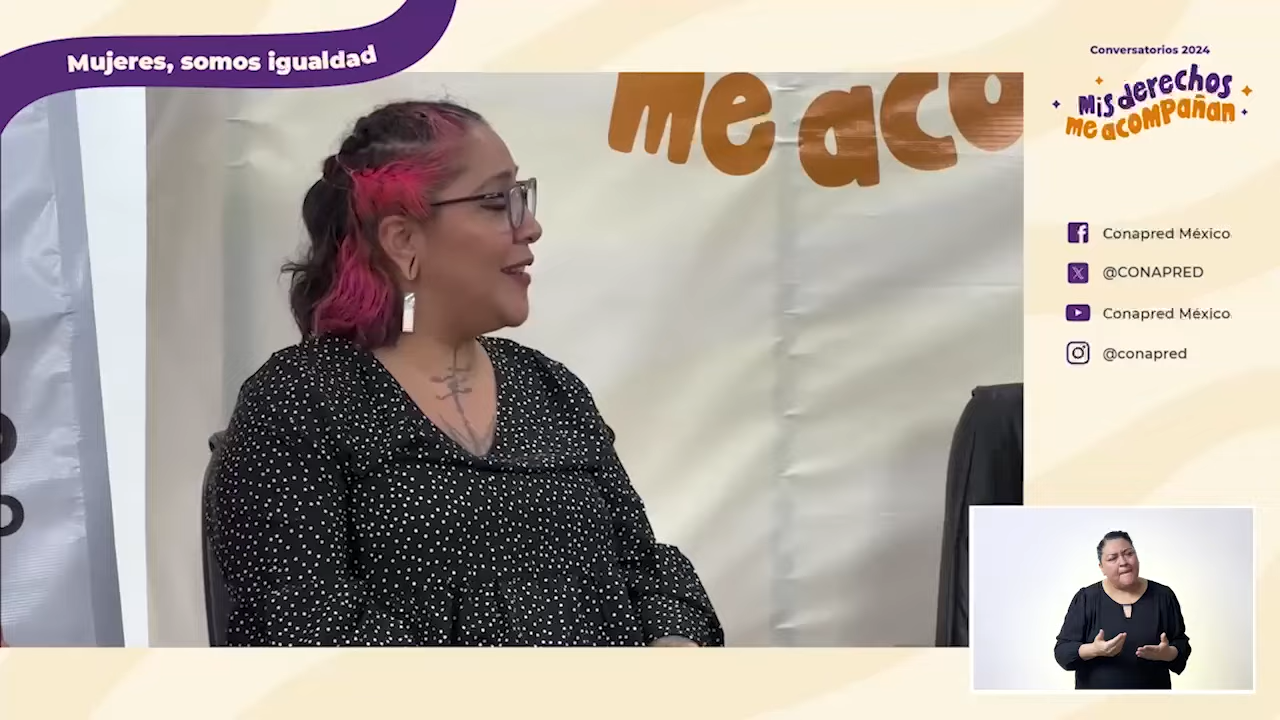 Mujeres, somos igualdad
Conversatorios 2024
Mis derechos
me acompañan
me aco
Conapred México
@CONAPRED
Conapred México
@conapred